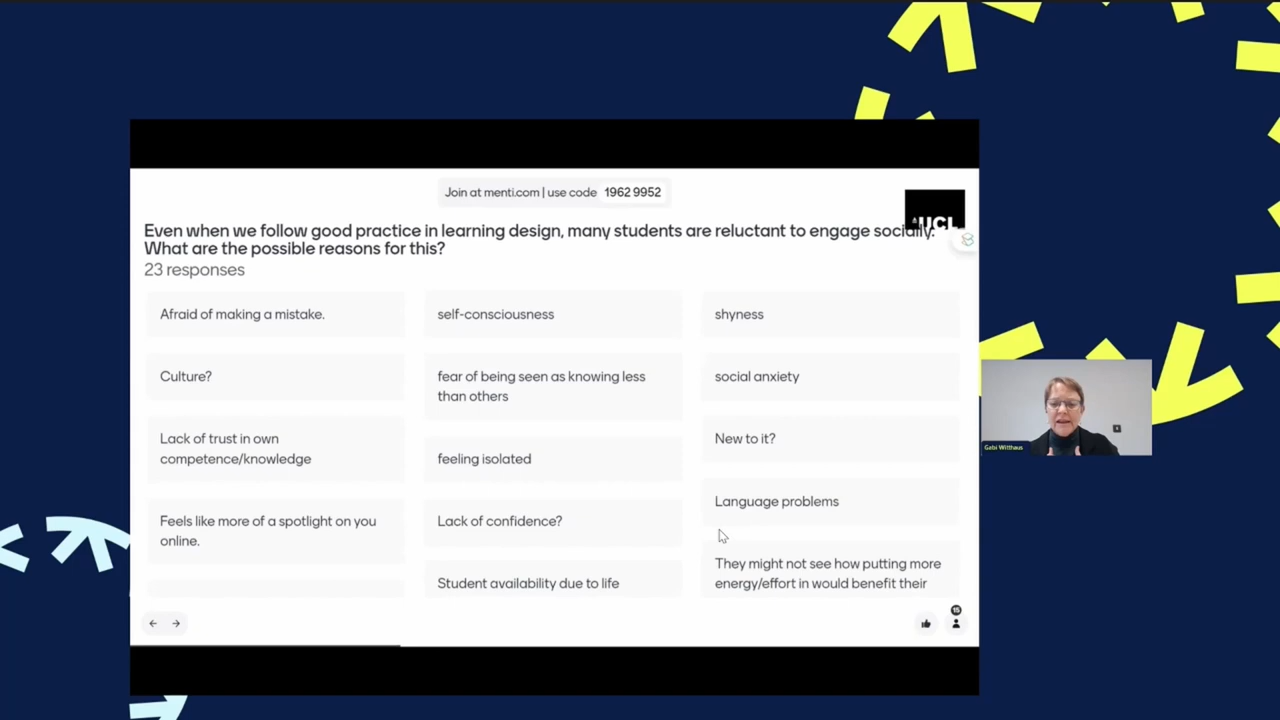 Join at menti.com | use code 1962 9952
UCL
Even when we follow good practice in learning design, many students are reluctant to engage socially.
What are the possible reasons for this?
23 responses
Afraid of making a mistake.
self-consciousness
shyness
Culture?
fear of being seen as knowing less
than others
social anxiety
Lack of trust in own
competence/knowledge
feeling isolated
New to it?
Feels like more of a spotlight on you
online.
Lack of confidence?
Language problems
Student availability due to life
They might not see how putting more
energy/effort in would benefit their
15
Gabi Witthaus